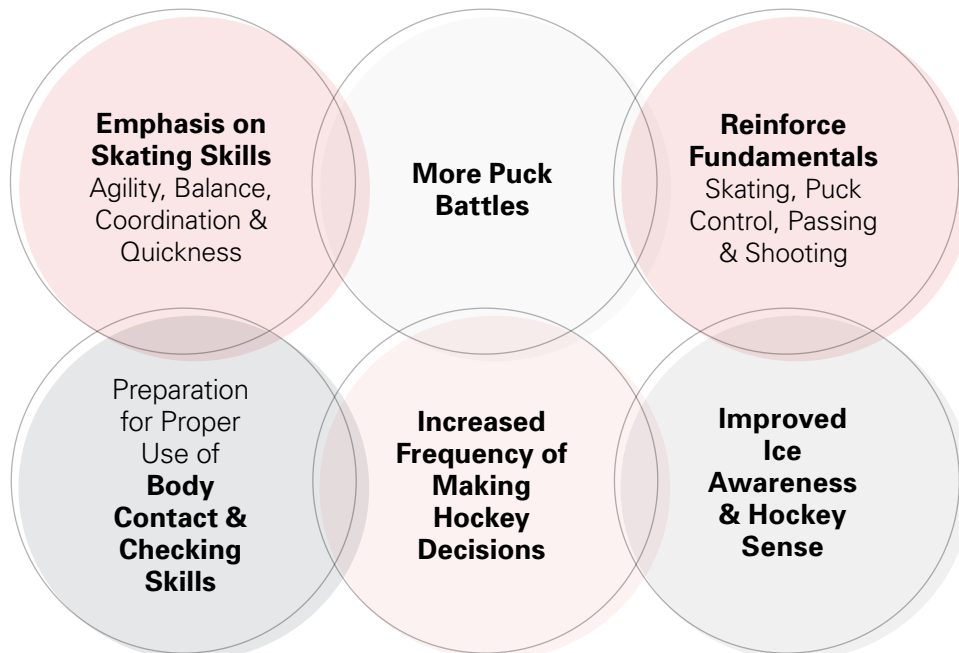 Emphasis on
Skating Skills
Agility, Balance,
Coordination &
Quickness
More Puck
Battles
Reinforce
Fundamentals
Skating, Puck
Control, Passing
& Shooting
Preparation
for Proper
Use of
Body
Contact &
Checking
Skills
Increased
Frequency of
Making
Hockey
Decisions
Improved
Ice
Awareness
& Hockey
Sense